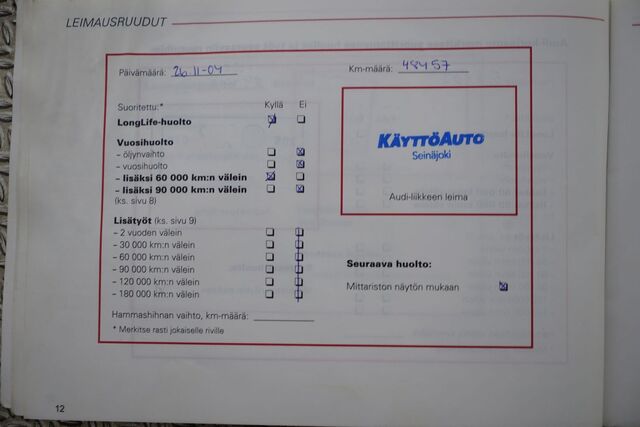 LEIMAUSRUUDUT
Päivämäärä: 26.11-04
Km-määrä: 48457
Suoritettu:* Kyllä Ei
LongLife-huolto
Vuosihuolto
– öljynvaihto
– vuosihuolto
– lisäksi 60 000 km:n välein
– lisäksi 90 000 km:n välein
(ks. sivu 8)
KÄYTTÖAUTO
Seinäjoki
Audi-liikkeen leima
Lisätyöt (ks. sivu 9)
– 2 vuoden välein
– 30 000 km:n välein
– 60 000 km:n välein
– 90 000 km:n välein
– 120 000 km:n välein
– 180 000 km:n välein
Seuraava huolto:
Mittariston näytön mukaan
Hammashihnan vaihto, km-määrä:
* Merkitse rasti jokaiselle riville
12